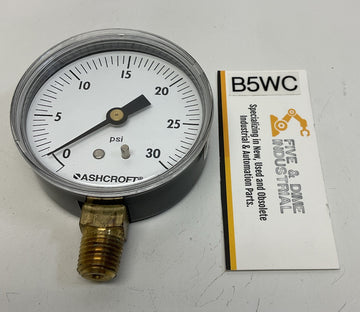 15
10
20
5
25
psi
0
30
ASHCROFT®
B5WC
FIVE & DIME
INDUSTRIAL
Specializing in New, Used and Obsolete
Industrial & Automation Parts.